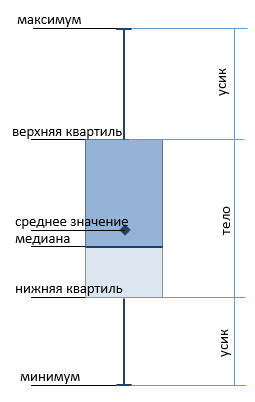 максимум
усик
верхняя квартиль
тело
среднее значение
медиана
нижняя квартиль
усик
минимум